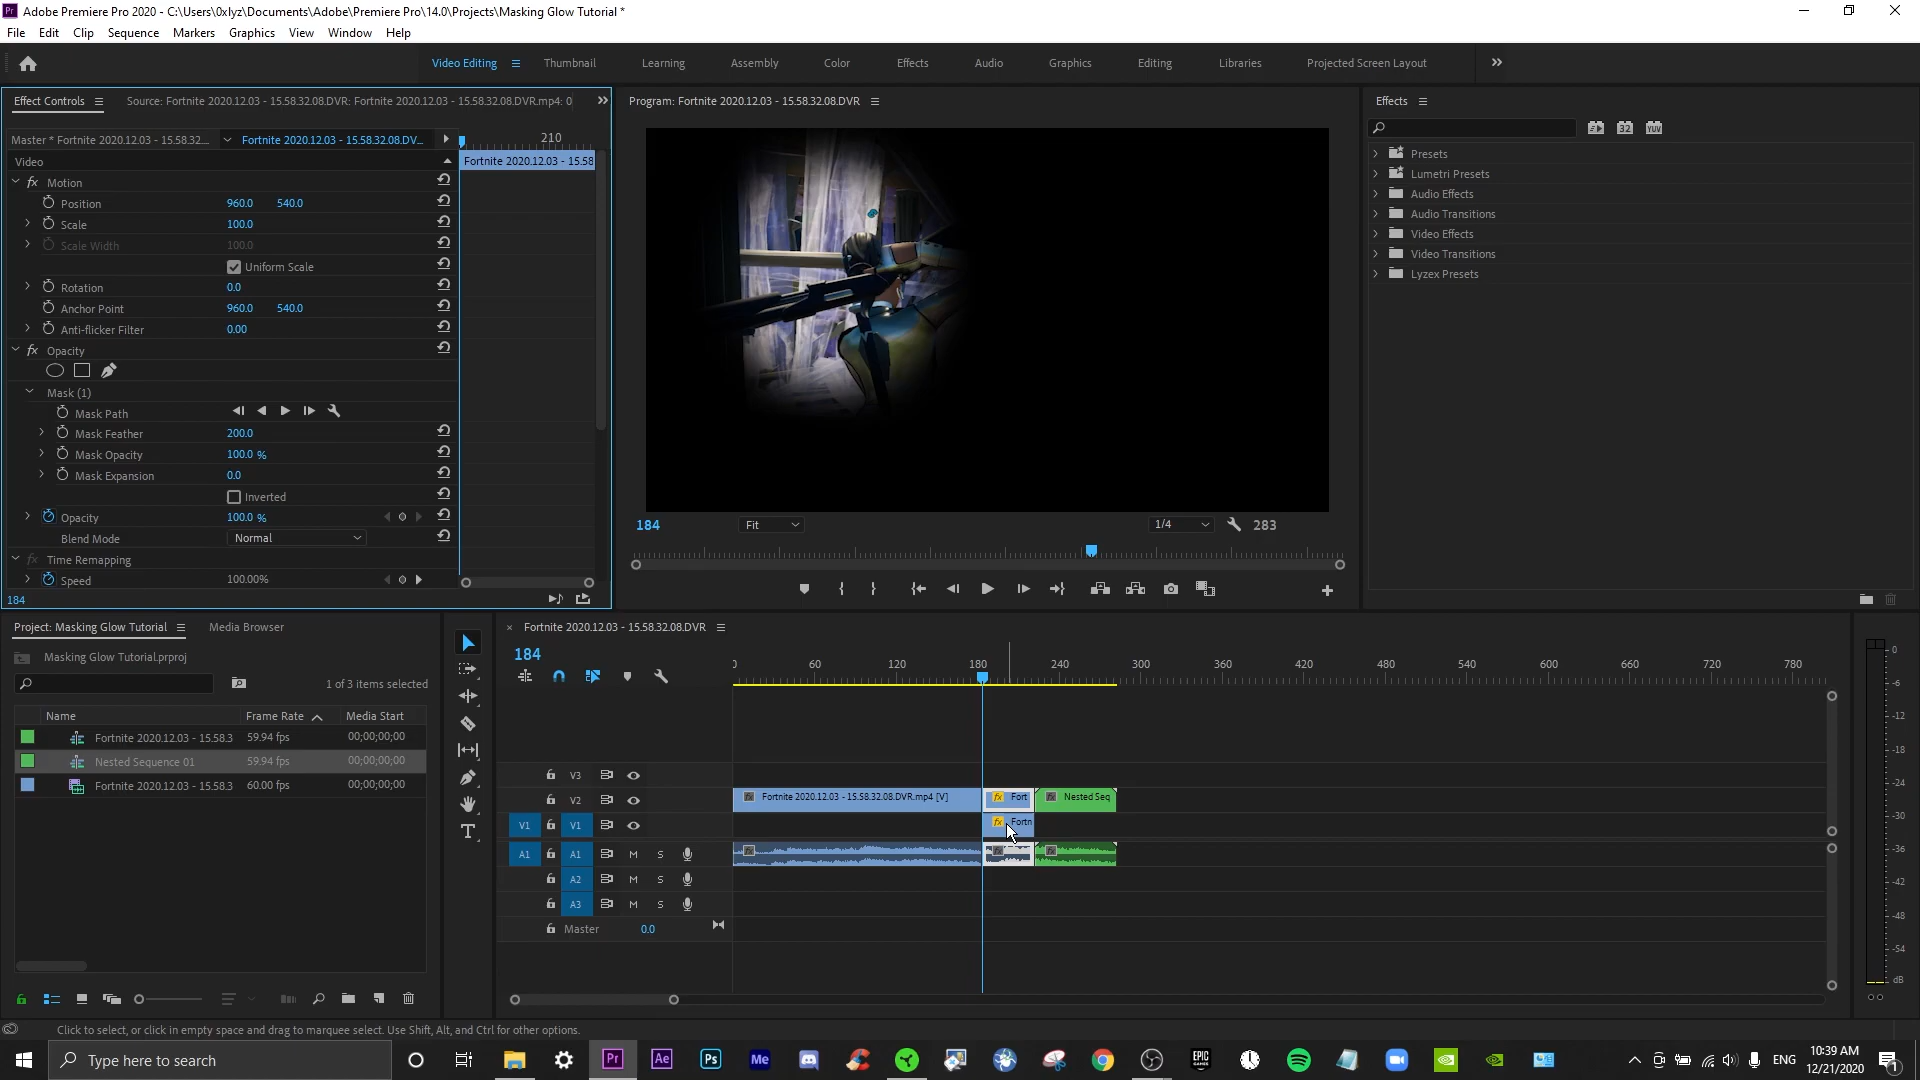 Adobe Premiere Pro 2020 - C:\Users\0xlyz\Documents\Adobe\Premiere Pro\14.0\Projects\Masking Glow Tutorial *
File Edit Clip Sequence Markers Graphics View Window Help
Video Editing Thumbnail Learning Assembly Color Effects Audio Graphics Editing Libraries Projected Screen Layout
Effect Controls Source: Fortnite 2020.12.03 - 15.58.32.08.DVR: Fortnite 2020.12.03 - 15.58.32.08.DVR.mp4: 0
Program: Fortnite 2020.12.03 - 15.58.32.08.DVR
Effects
Master * Fortnite 2020.12.03 - 15.58.32... Fortnite 2020.12.03 - 15.58.32.08.DV... 210
Video Fortnite 2020.12.03 - 15.58
Motion
Position 960.0 540.0
Scale 100.0
Scale Width 100.0
Uniform Scale
Rotation 0.0
Anchor Point 960.0 540.0
Anti-flicker Filter 0.00
Opacity
Mask (1)
Mask Path
Mask Feather 200.0
Mask Opacity 100.0 %
Mask Expansion 0.0
Inverted
Opacity 100.0 %
Blend Mode Normal
Time Remapping
Speed 100.00%
184
184 Fit 1/4 283
32 YUV
Presets
Lumetri Presets
Audio Effects
Audio Transitions
Video Effects
Video Transitions
Lyzex Presets
Project: Masking Glow Tutorial Media Browser
Masking Glow Tutorial.prproj
1 of 3 items selected
Name Frame Rate Media Start
Fortnite 2020.12.03 - 15.58.3 59.94 fps 00;00;00;00
Nested Sequence 01 59.94 fps 00;00;00;00
Fortnite 2020.12.03 - 15.58.3 60.00 fps 00;00;00;00
Fortnite 2020.12.03 - 15.58.32.08.DVR
184
0 60 120 180 240 300 360 420 480 540 600 660 720 780
V3
V2 Fortnite 2020.12.03 - 15.58.32.08.DVR.mp4 [V] Fort Nested Seq
V1 V1 Fortn
A1 A1 M S
A2 M S
A3 M S
Master 0.0
0
-6
-12
-18
-24
-30
-36
-42
-48
-54
dB
Click to select, or click in empty space and drag to marquee select. Use Shift, Alt, and Ctrl for other options.
Type here to search
Pr Ae Ps Me
EPIC GAMES
ENG
10:39 AM
12/21/2020
1